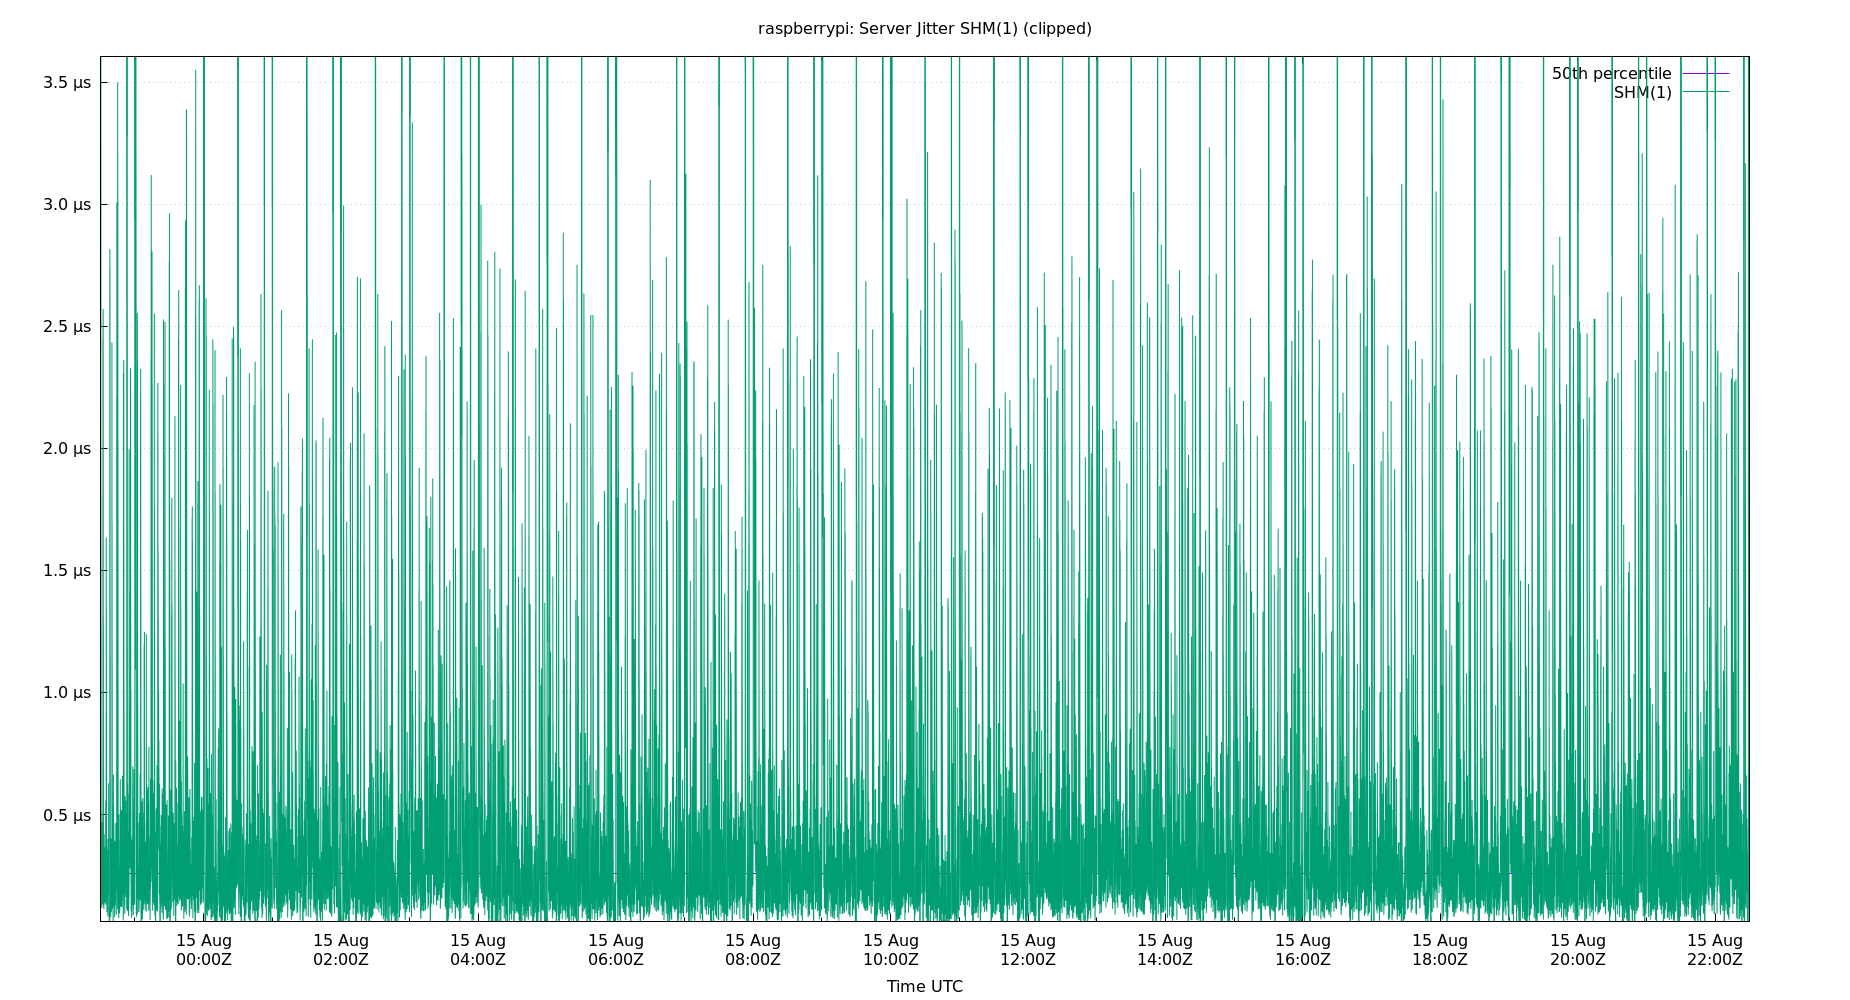 raspberrypi: Server Jitter SHM(1) (clipped)
50th percentile
SHM(1)
3.5 µs
3.0 µs
2.5 µs
2.0 µs
1.5 µs
1.0 µs
0.5 µs
15 Aug 15 Aug 15 Aug 15 Aug 15 Aug 15 Aug 15 Aug 15 Aug 15 Aug 15 Aug 15 Aug 15 Aug
00:00Z 02:00Z 04:00Z 06:00Z 08:00Z 10:00Z 12:00Z 14:00Z 16:00Z 18:00Z 20:00Z 22:00Z
Time UTC